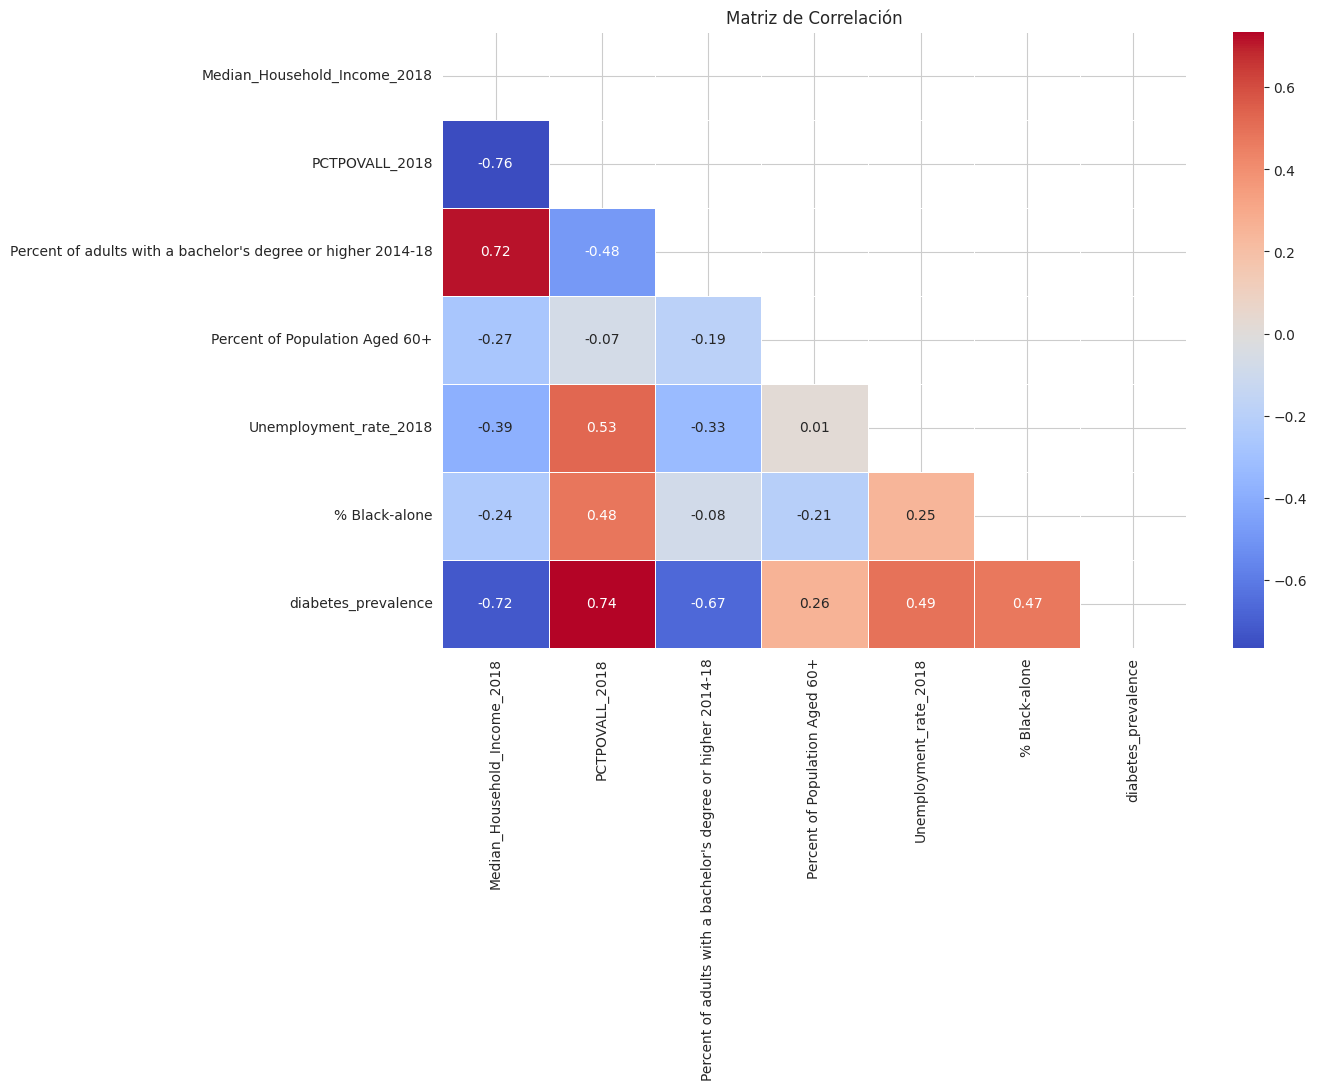 Matriz de Correlación
Median_Household_Income_2018
PCTPOVALL_2018 -0.76
Percent of adults with a bachelor's degree or higher 2014-18 0.72 -0.48
Percent of Population Aged 60+ -0.27 -0.07 -0.19
Unemployment_rate_2018 -0.39 0.53 -0.33 0.01
% Black-alone -0.24 0.48 -0.08 -0.21 0.25
diabetes_prevalence -0.72 0.74 -0.67 0.26 0.49 0.47
Median_Household_Income_2018
PCTPOVALL_2018
Percent of adults with a bachelor's degree or higher 2014-18
Percent of Population Aged 60+
Unemployment_rate_2018
% Black-alone
diabetes_prevalence
0.6
0.4
0.2
0.0
−0.2
−0.4
−0.6